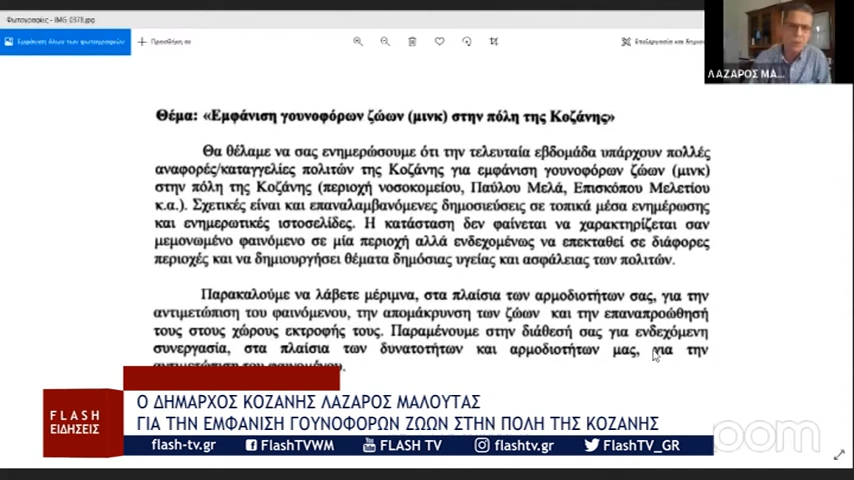 Φωτογραφίες - IMG_0378.jpg
Εμφάνιση όλων των φωτογραφιών
Προσθήκη σε
Επεξεργασία και
ΛΑΖΑΡΟΣ ΜΑ...
Θέμα: «Εμφάνιση γουνοφόρων ζώων (μινκ) στην πόλη της Κοζάνης»
Θα θέλαμε να σας ενημερώσουμε ότι την τελευταία εβδομάδα υπάρχουν πολλές
αναφορές/καταγγελίες πολιτών της Κοζάνης για εμφάνιση γουνοφόρων ζώων (μινκ)
στην πόλη της Κοζάνης (περιοχή νοσοκομείου, Παύλου Μελά, Επισκόπου Μελετίου
κ.α.). Σχετικές είναι και επαναλαμβανόμενες δημοσιεύσεις σε τοπικά μέσα ενημέρωσης
και ενημερωτικές ιστοσελίδες. Η κατάσταση δεν φαίνεται να χαρακτηρίζεται σαν
μεμονωμένο φαινόμενο σε μία περιοχή αλλά ενδεχομένως να επεκταθεί σε διάφορες
περιοχές και να δημιουργήσει θέματα δημόσιας υγείας και ασφάλειας των πολιτών.
Παρακαλούμε να λάβετε μέριμνα, στα πλαίσια των αρμοδιοτήτων σας, για την
αντιμετώπιση του φαινόμενου, την απομάκρυνση των ζώων και την επαναπροώθησή
τους στους χώρους εκτροφής τους. Παραμένουμε στην διάθεσή σας για ενδεχόμενη
συνεργασία, στα πλαίσια των δυνατοτήτων και αρμοδιοτήτων μας, για την
αντιμετώπιση του φαινομένου.
FLASH
ΕΙΔΗΣΕΙΣ
Ο ΔΗΜΑΡΧΟΣ ΚΟΖΑΝΗΣ ΛΑΖΑΡΟΣ ΜΑΛΟΥΤΑΣ
ΓΙΑ ΤΗΝ ΕΜΦΑΝΙΣΗ ΓΟΥΝΟΦΟΡΩΝ ΖΩΩΝ ΣΤΗΝ ΠΟΛΗ ΤΗΣ ΚΟΖΑΝΗΣ
flash-tv.gr FlashTVWM FLASH TV flashtv.gr FlashTV_GR
zoom